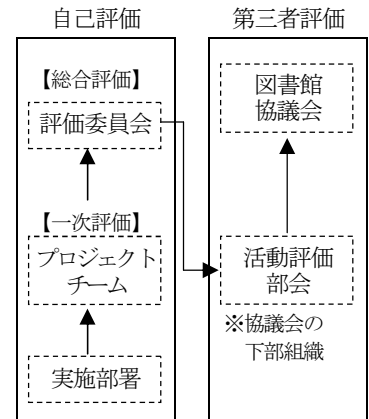 自己評価
【総合評価】
評価委員会
【一次評価】
プロジェクト
チーム
実施部署
第三者評価
図書館
協議会
活動評価
部会
※協議会の
下部組織